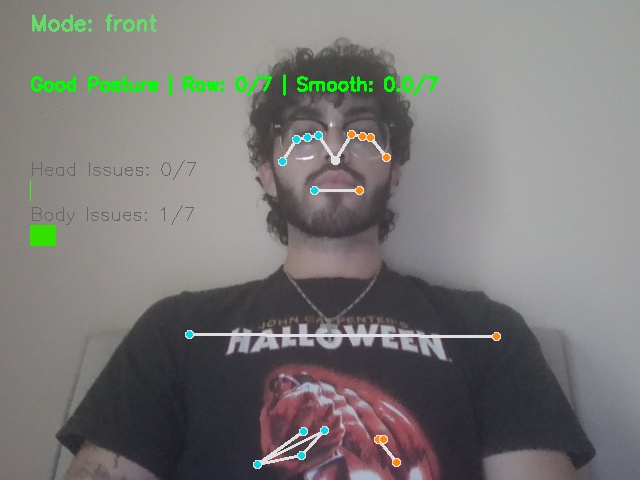 Mode: front
Good Posture | Raw: 0/7 | Smooth: 0.0/7
Head Issues: 0/7
Body Issues: 1/7
JOHN CARPENTER'S
HALLOWEEN